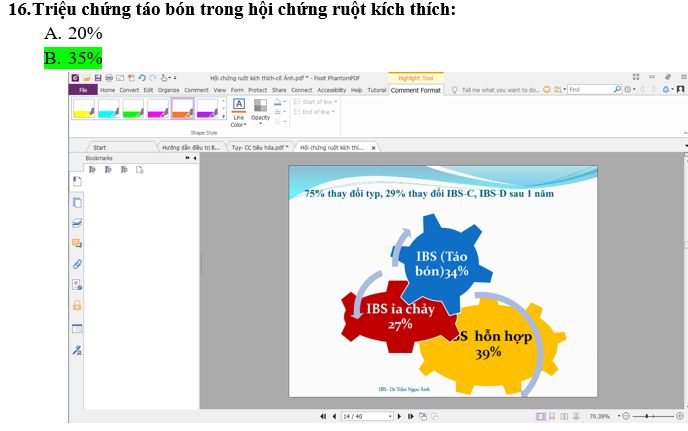 16.Triệu chứng táo bón trong hội chứng ruột kích thích:
A. 20%
B. 35%
Hội chứng ruột kích thích-cô Ánh.pdf * - Foxit PhantomPDF
Highlight Tool
File Home Convert Edit Organize Comment View Form Protect Share Connect Accessibility Help Tutorial Comment Format Tell me what you want to do.. Find
Line Color Opacity Start of line End of line
Shape Style
Start Hướng dẫn điều trị B... Tụy- CC tiêu hóa.pdf * Hội chứng ruột kích thí...
Bookmarks
75% thay đổi typ, 29% thay đổi IBS-C, IBS-D sau 1 năm
IBS (Táo
bón)34%
IBS ỉa chảy
27%
BS hỗn hợp
39%
IBS- Dr Trần Ngọc Ánh
14 / 40
70.39%